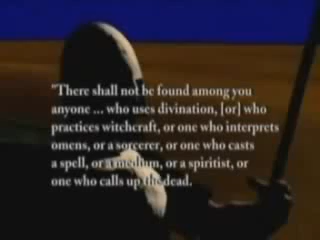 "There shall not be found among you
anyone ... who uses divination, [or] who
practices witchcraft, or one who interprets
omens, or a sorcerer, or one who casts
a spell, or a medium, or a spiritist, or
one who calls up the dead.